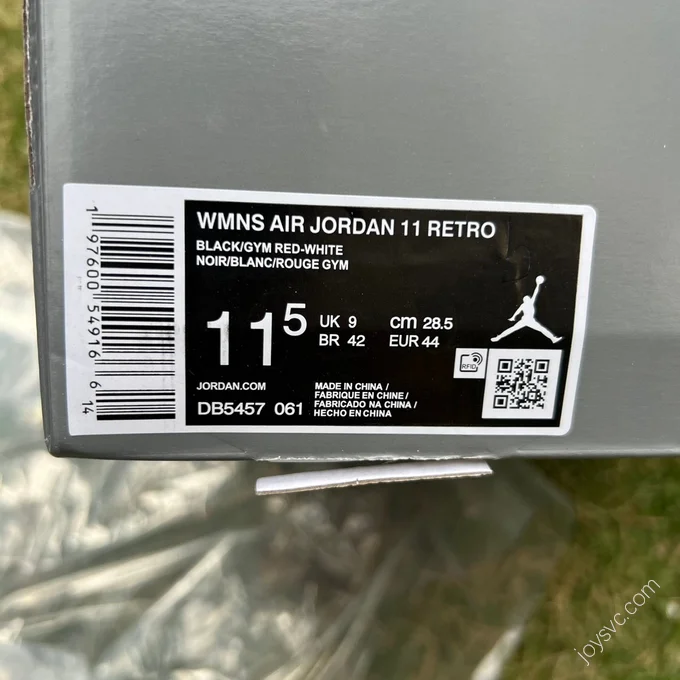 WMNS AIR JORDAN 11 RETRO
BLACK/GYM RED-WHITE
NOIR/BLANC/ROUGE GYM
11 5
UK 9
cm 28.5
BR 42
EUR 44
RFID
JORDAN.COM
DB5457 061
MADE IN CHINA /
FABRIQUE EN CHINE /
FABRICADO NA CHINA /
HECHO EN CHINA
1 97600 54916 6 14
joysvc.com